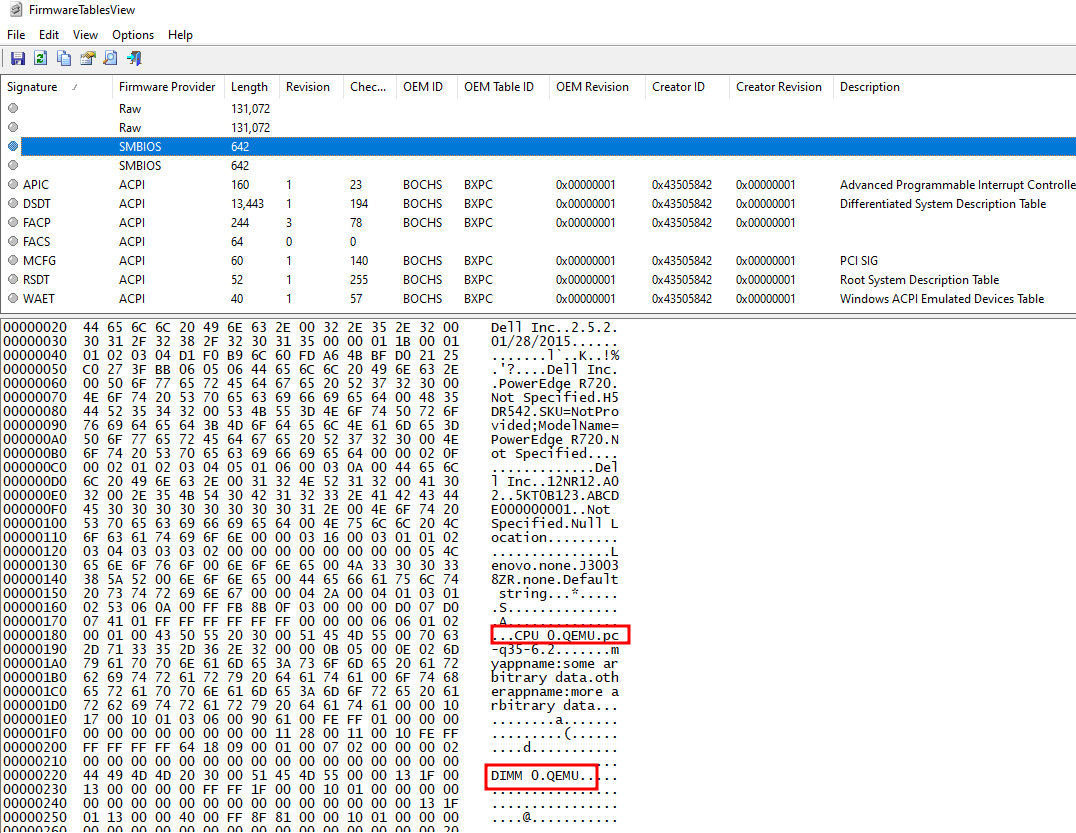 FirmwareTablesView
File Edit View Options Help
Signature Firmware Provider Length Revision Chec... OEM ID OEM Table ID OEM Revision Creator ID Creator Revision Description
Raw 131,072
Raw 131,072
SMBIOS 642
SMBIOS 642
APIC ACPI 160 1 23 BOCHS BXPC 0x00000001 0x43505842 0x00000001 Advanced Programmable Interrupt Controlle
DSDT ACPI 13,443 1 194 BOCHS BXPC 0x00000001 0x43505842 0x00000001 Differentiated System Description Table
FACP ACPI 244 3 78 BOCHS BXPC 0x00000001 0x43505842 0x00000001
FACS ACPI 64 0 0
MCFG ACPI 60 1 140 BOCHS BXPC 0x00000001 0x43505842 0x00000001 PCI SIG
RSDT ACPI 52 1 255 BOCHS BXPC 0x00000001 0x43505842 0x00000001 Root System Description Table
WAET ACPI 40 1 57 BOCHS BXPC 0x00000001 0x43505842 0x00000001 Windows ACPI Emulated Devices Table
00000020 44 65 6C 6C 20 49 6E 63 2E 00 32 2E 35 2E 32 00 Dell Inc..2.5.2.
00000030 30 31 2F 32 38 2F 32 30 31 35 00 00 01 1B 00 01 01/28/2015......
00000040 01 02 03 04 D1 F0 B9 6C 60 FD A6 4B BF D0 21 25 .......l`..K..!%
00000050 C0 27 3F BB 06 05 06 44 65 6C 6C 20 49 6E 63 2E .'?....Dell Inc.
00000060 00 50 6F 77 65 72 45 64 67 65 20 52 37 32 30 00 .PowerEdge R720.
00000070 4E 6F 74 20 53 70 65 63 69 66 69 65 64 00 48 35 Not Specified.H5
00000080 44 52 35 34 32 00 53 4B 55 3D 4E 6F 74 50 72 6F DR542.SKU=NotPro
00000090 76 69 64 65 64 3B 4D 6F 64 65 6C 4E 61 6D 65 3D vided;ModelName=
000000A0 50 6F 77 65 72 45 64 67 65 20 52 37 32 30 00 4E PowerEdge R720.N
000000B0 6F 74 20 53 70 65 63 69 66 69 65 64 00 00 02 0F ot Specified....
000000C0 00 02 01 02 03 04 05 01 06 00 03 0A 00 44 65 6C .............Del
000000D0 6C 20 49 6E 63 2E 00 31 32 4E 52 31 32 00 41 30 l Inc..12NR12.A0
000000E0 32 00 2E 35 4B 54 30 42 31 32 33 2E 41 42 43 44 2..5KT0B123.ABCD
000000F0 45 30 30 30 30 30 30 30 30 31 2E 00 4E 6F 74 20 E000000001..Not
00000100 53 70 65 63 69 66 69 65 64 00 4E 75 6C 6C 20 4C Specified.Null L
00000110 6F 63 61 74 69 6F 6E 00 00 03 16 00 03 01 01 02 ocation.........
00000120 03 04 03 03 03 02 00 00 00 00 00 00 00 00 05 4C ...............L
00000130 65 6E 6F 76 6F 00 6E 6F 6E 65 00 4A 33 30 30 33 enovo.none.J3003
00000140 38 5A 52 00 6E 6F 6E 65 00 44 65 66 61 75 6C 74 8ZR.none.Default
00000150 20 73 74 72 69 6E 67 00 00 04 2A 00 04 01 03 01 string...*.....
00000160 02 53 06 0A 00 FF FB 8B 0F 03 00 00 00 D0 07 D0 .S..............
00000170 07 41 01 FF FF FF FF FF FF 00 00 00 06 06 01 02 .A..............
00000180 00 01 00 43 50 55 20 30 00 51 45 4D 55 00 70 63 ...CPU 0.QEMU.pc
00000190 2D 71 33 35 2D 36 2E 32 00 00 0B 05 00 0E 02 6D -q35-6.2.......m
000001A0 79 61 70 70 6E 61 6D 65 3A 73 6F 6D 65 20 61 72 yappname:some ar
000001B0 62 69 74 72 61 72 79 20 64 61 74 61 00 6F 74 68 bitrary data.oth
000001C0 65 72 61 70 70 6E 61 6D 65 3A 6D 6F 72 65 20 61 erappname:more a
000001D0 72 62 69 74 72 61 72 79 20 64 61 74 61 00 00 10 rbitrary data...
000001E0 17 00 10 01 03 06 00 90 61 00 FE FF 01 00 00 00 ........a.......
000001F0 00 00 00 00 00 00 00 00 11 28 00 11 00 10 FE FF .........(......
00000200 FF FF FF FF 64 18 09 00 01 00 07 02 00 00 00 02 ....d...........
00000210 00 00 00 00 00 00 00 00 00 00 00 00 00 00 00 00 ................
00000220 44 49 4D 4D 20 30 00 51 45 4D 55 00 00 13 1F 00 DIMM 0.QEMU.....
00000230 13 00 00 00 00 FF FF 1F 00 00 10 01 00 00 00 00 ................
00000240 00 00 00 00 00 00 00 00 00 00 00 00 00 00 13 1F ................
00000250 01 13 00 00 40 00 FF 8F 81 00 00 10 01 00 00 00 ....@...........